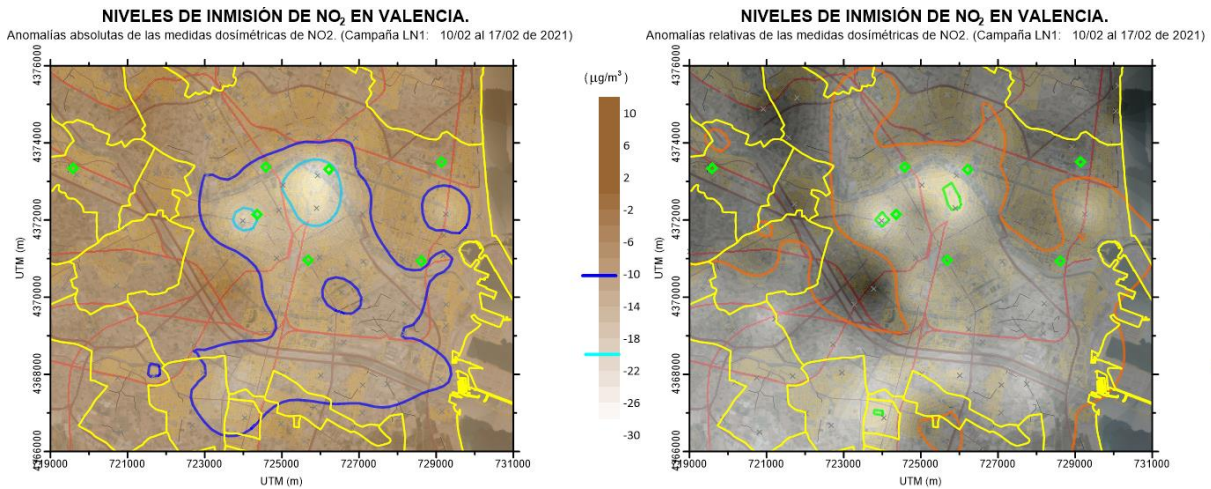 NIVELES DE INMISIÓN DE NO₂ EN VALENCIA.
Anomalías absolutas de las medidas dosímétricas de NO2. (Campaña LN1: 10/02 al 17/02 de 2021)
4376000
4374000
4372000
4370000
4368000
4366000
UTM (m)
719000 721000 723000 725000 727000 729000 731000
UTM (m)
(µg/m³)
10
6
2
-2
-6
-10
-14
-18
-22
-26
-30
NIVELES DE INMISIÓN DE NO₂ EN VALENCIA.
Anomalías relativas de las medidas dosímétricas de NO2. (Campaña LN1: 10/02 al 17/02 de 2021)
4376000
4374000
4372000
4370000
4368000
4366000
UTM (m)
719000 721000 723000 725000 727000 729000 731000
UTM (m)